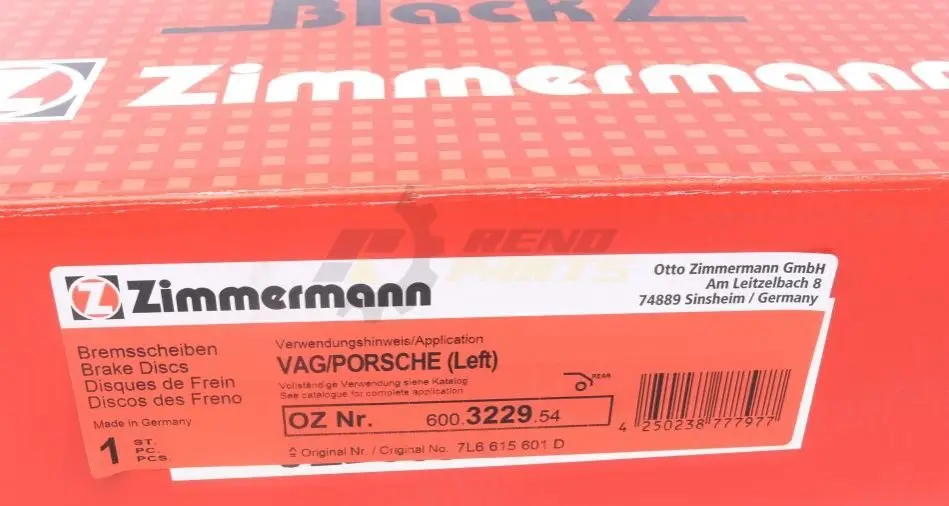 Black Z
Zimmermann
Z
REND
PARTS
Z Zimmermann
Otto Zimmermann GmbH
Am Leitzelbach 8
74889 Sinsheim / Germany
Bremsscheiben
Brake Discs
Disques de Frein
Discos des Freno
Made in Germany
1 ST.
PC.
PCS.
Verwendungshinweis/Application
VAG/PORSCHE (Left)
Vollständige Verwendung siehe Katalog
See catalogue for complete application
REAR
OZ Nr. 600.3229.54
≙ Original Nr. / Original No. 7L6 615 601 D
4 250238 777977